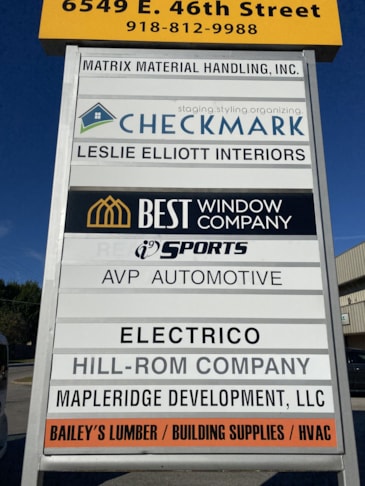 6549 E. 46th Street
918-812-9988
MATRIX MATERIAL HANDLING, INC.
staging.styling.organizing.
CHECKMARK
LESLIE ELLIOTT INTERIORS
BEST WINDOW
COMPANY
i9 SPORTS
AVP AUTOMOTIVE
ELECTRICO
HILL-ROM COMPANY
MAPLERIDGE DEVELOPMENT, LLC
BAILEY'S LUMBER / BUILDING SUPPLIES / HVAC